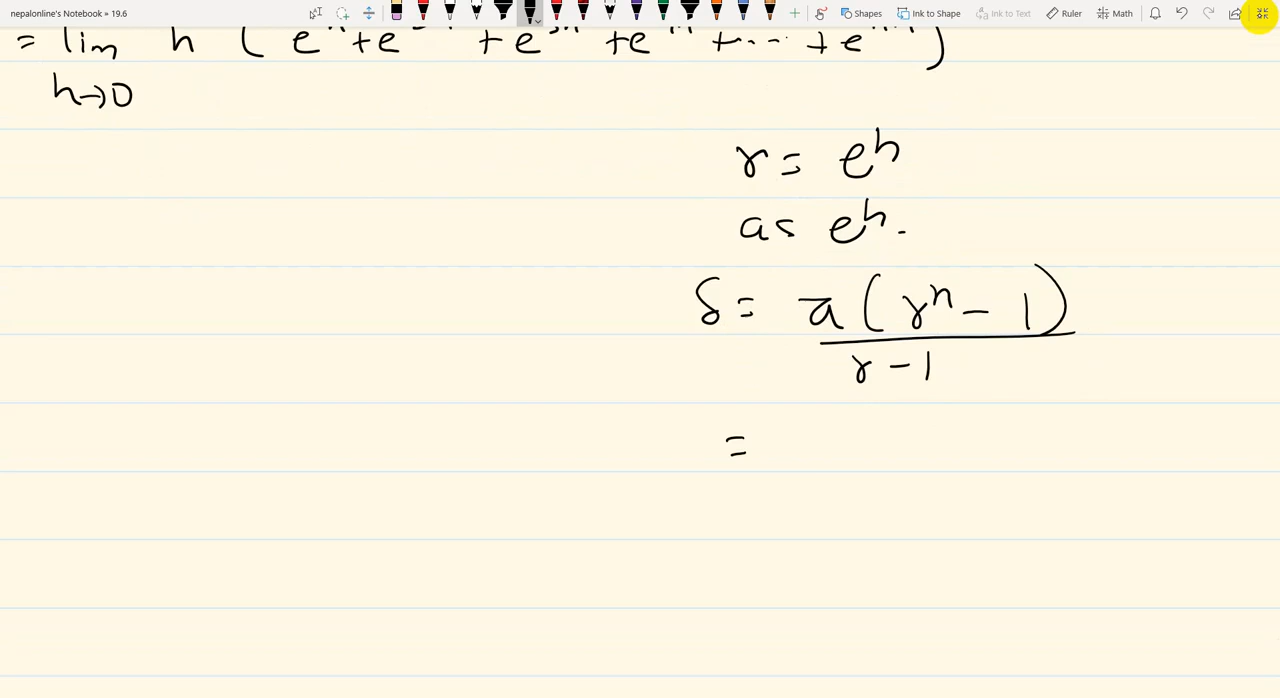 nepalonline's Notebook » 19.6
Shapes Ink to Shape Ink to Text Ruler Math
= lim h ( e + e + e + e + .... + e )
h→0
r = e^h
a = e^h.
S = a(r^n - 1)
r - 1
=